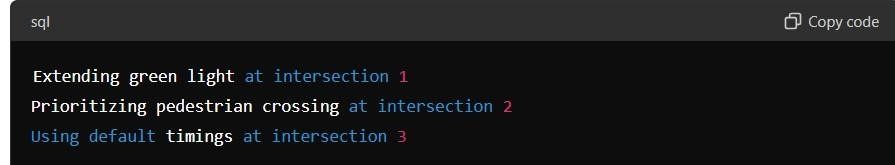 sql
Copy code
Extending green light at intersection 1
Prioritizing pedestrian crossing at intersection 2
Using default timings at intersection 3